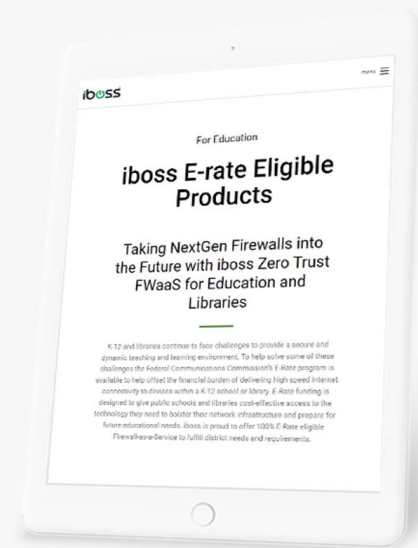 menu
iboss
For Education
iboss E-rate Eligible
Products
Taking NextGen Firewalls into
the Future with iboss Zero Trust
FWaaS for Education and
Libraries
K-12 and libraries continue to face challenges to provide a secure and
dynamic teaching and learning environment. To help solve some of these
challenges the Federal Communications Commission's E-Rate program is
available to help offset the financial burden of delivering high speed Internet
connectivity to devices within a K-12 school or library. E-Rate funding is
designed to give public schools and libraries cost-effective access to the
technology they need to bolster their network infrastructure and prepare for
future educational needs. iboss is proud to offer 100% E-Rate eligible
Firewall-as-a-Service to fulfill district needs and requirements.